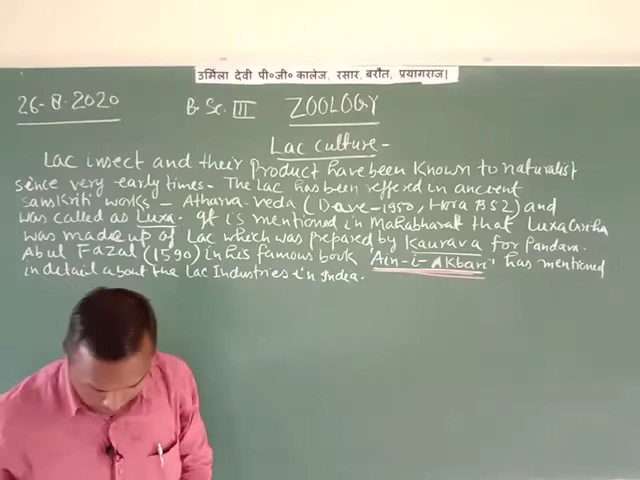 उर्मिला देवी पी०जी० कालेज, रसार, बरौत, प्रयागराज।
26-8-2020 B.Sc. III ZOOLOGY
Lac culture-
Lac insect and their Product have been Known to naturalist
since very early times. The Lac has been reffered in ancient
Sanskrit works - Atharva-veda (Dave-1950, Hora 1952) and
was called as Luxa. It is mentioned in Mahabharat that Luxagriha
was made up of Lac which was prepared by Kaurava for Pandava.
Abul Fazal (1590) in his famous book "Ain-i-Akbari" has mentioned
in detail about the Lac Industries in India.